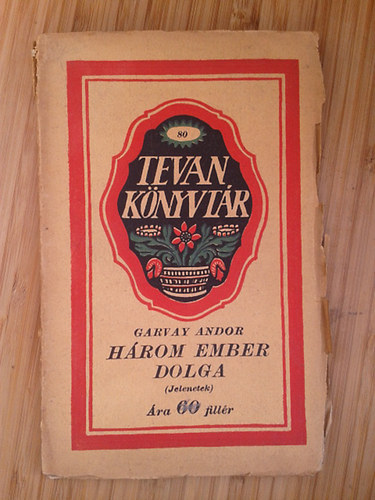 80
TEVAN
KÖNYVTÁR
GARVAY ANDOR
HÁROM EMBER
DOLGA
(Jelenetek)
Ára 60 fillér